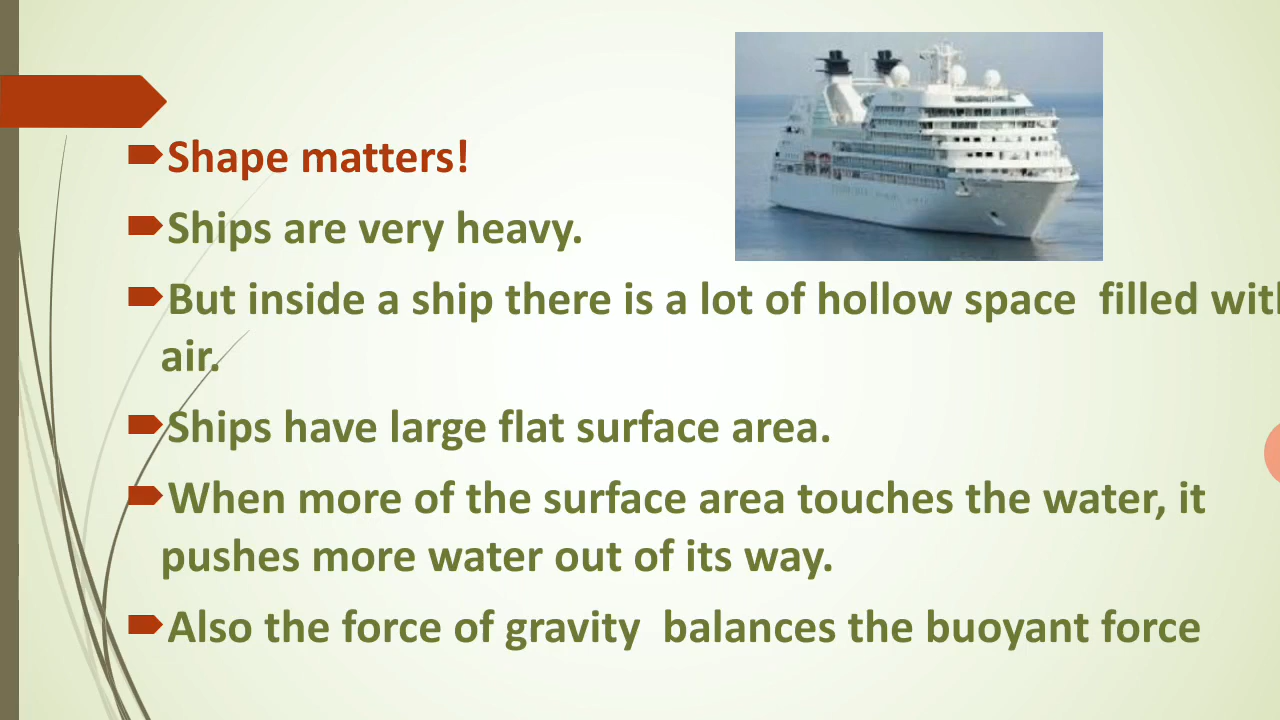 Shape matters!
Ships are very heavy.
But inside a ship there is a lot of hollow space  filled with
air.
Ships have large flat surface area.
When more of the surface area touches the water, it
pushes more water out of its way.
Also the force of gravity  balances the buoyant force